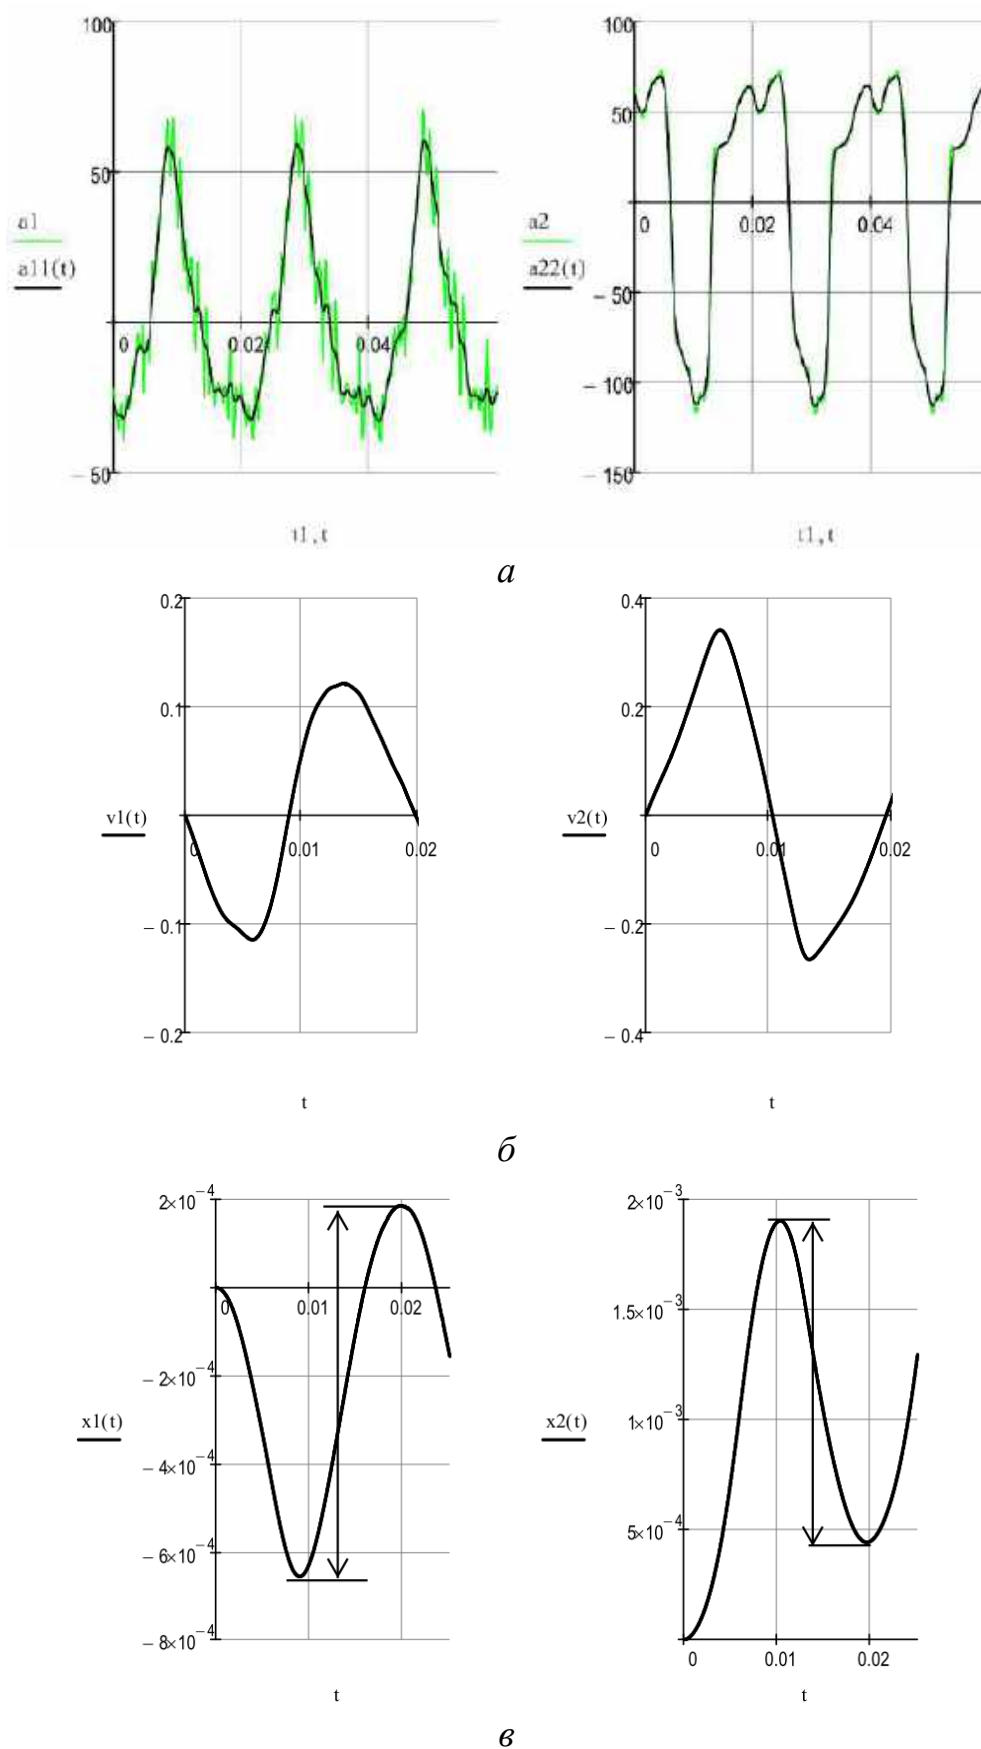 100
50
0
0.02
0.04
− 50
a1
a11(t)
t1,t
100
50
0
0.02
0.04
− 50
− 100
− 150
a2
a22(t)
t1,t
а
0.2
0.1
0
0.01
0.02
− 0.1
− 0.2
v1(t)
t
0.4
0.2
0
0.01
0.02
− 0.2
− 0.4
v2(t)
t
б
2×10⁻⁴
0
0.01
0.02
− 2×10⁻⁴
− 4×10⁻⁴
− 6×10⁻⁴
− 8×10⁻⁴
x1(t)
t
2×10⁻³
1.5×10⁻³
1×10⁻³
5×10⁻⁴
0
0.01
0.02
x2(t)
t
в